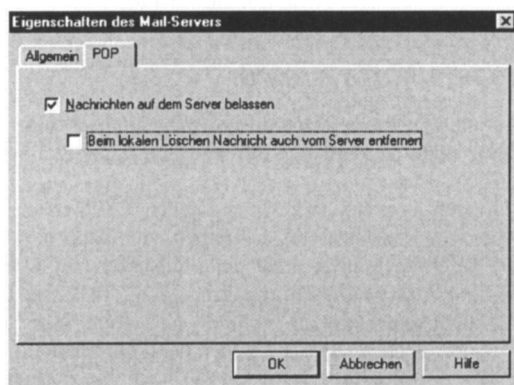 Eigenschaften des Mail-Servers
Allgemein POP
Nachrichten auf dem Server belassen
Beim lokalen Löschen Nachricht auch vom Server entfernen
OK Abbrechen Hilfe